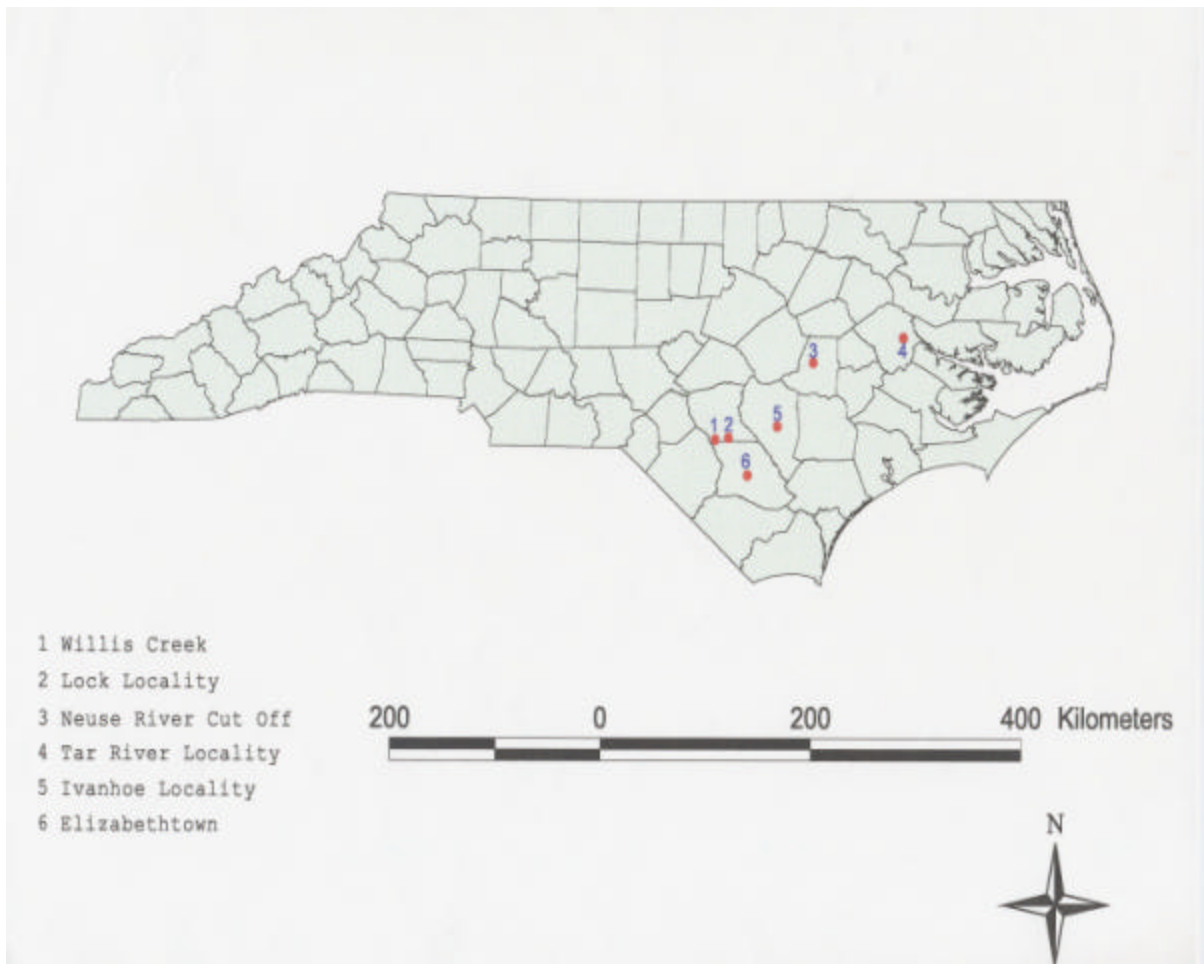 3
4
5
1 2
6
1 Willis Creek
2 Lock Locality
3 Neuse River Cut Off
4 Tar River Locality
5 Ivanhoe Locality
6 Elizabethtown
200 0 200 400 Kilometers
N